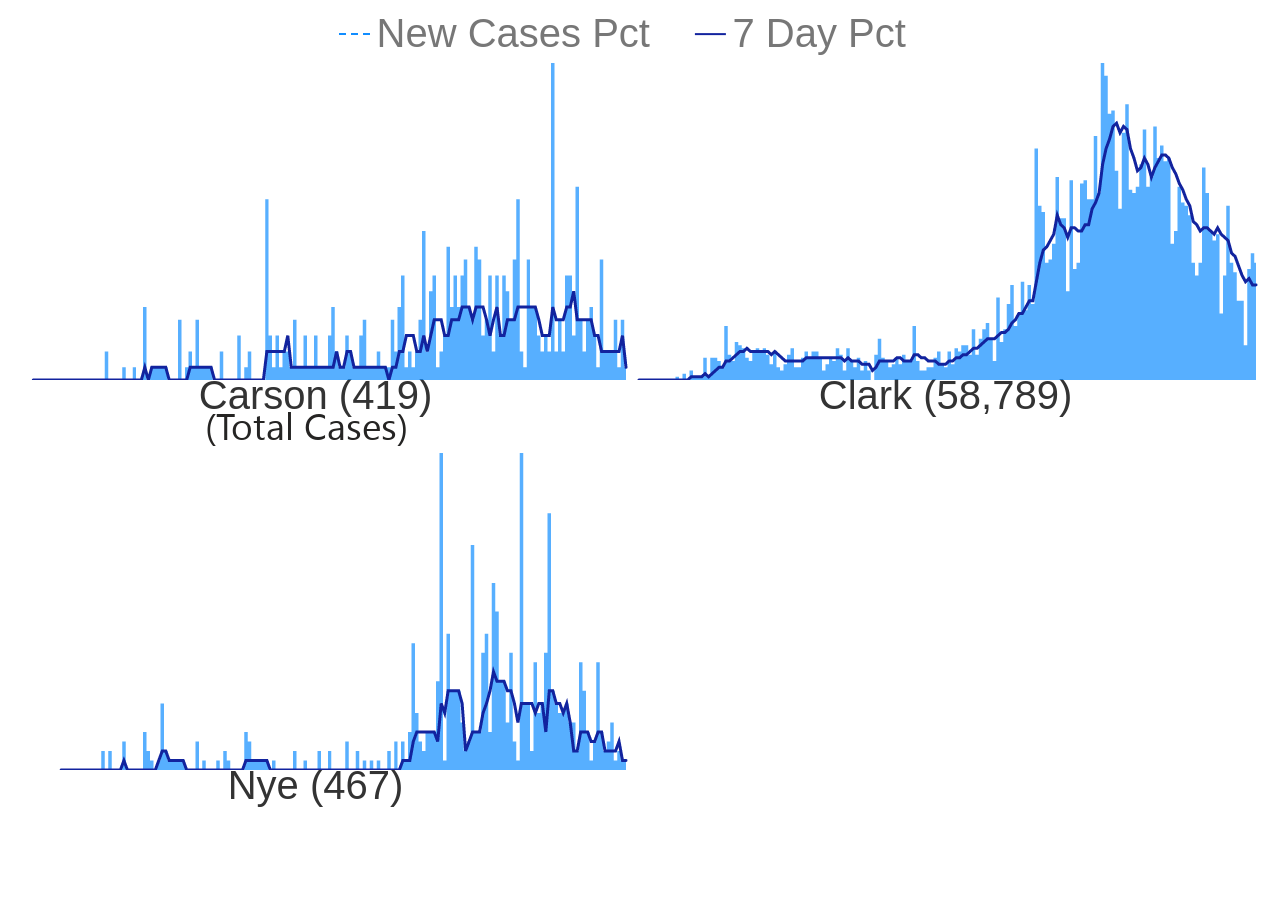 New Cases Pct 7 Day Pct
Carson (419)
(Total Cases)
Clark (58,789)
Nye (467)